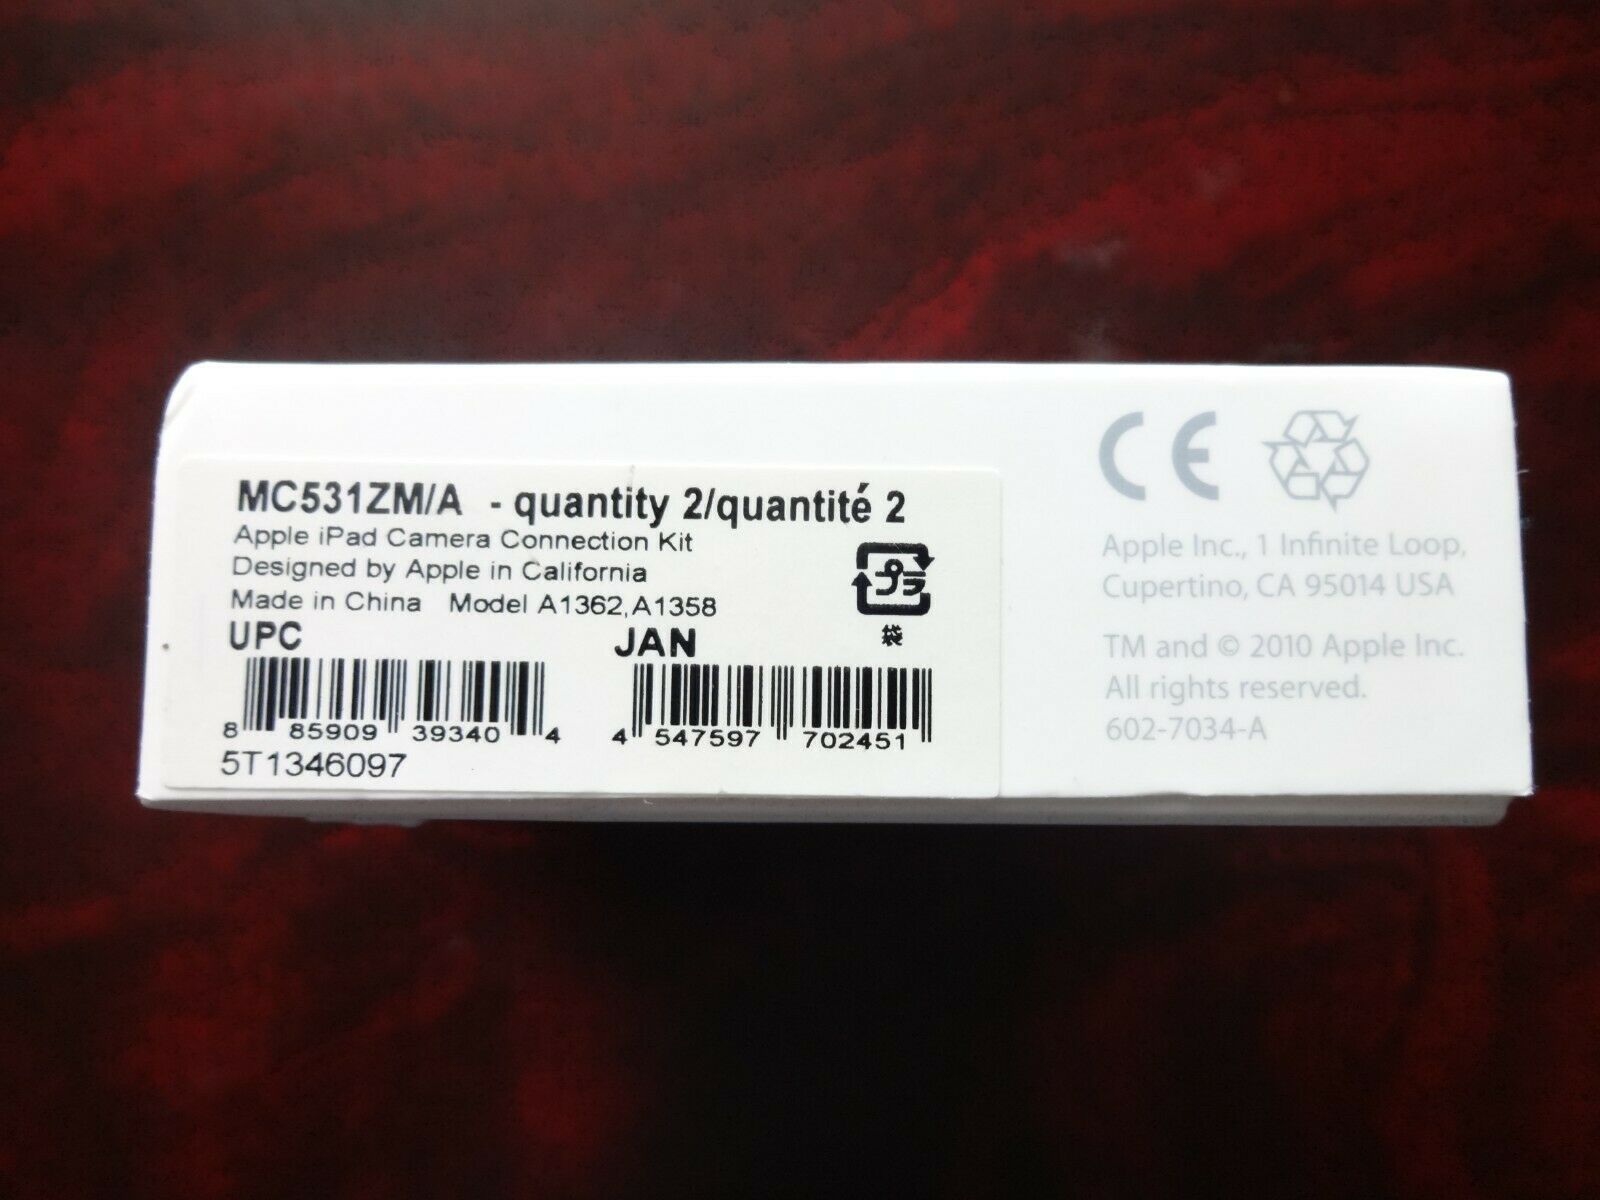 MC531ZM/A - quantity 2/quantité 2
Apple iPad Camera Connection Kit
Designed by Apple in California
Made in China Model A1362,A1358
プラ
袋
UPC
8 85909 39340 4
JAN
4 547597 702451
5T1346097
CE
Apple Inc., 1 Infinite Loop,
Cupertino, CA 95014 USA
TM and © 2010 Apple Inc.
All rights reserved.
602-7034-A